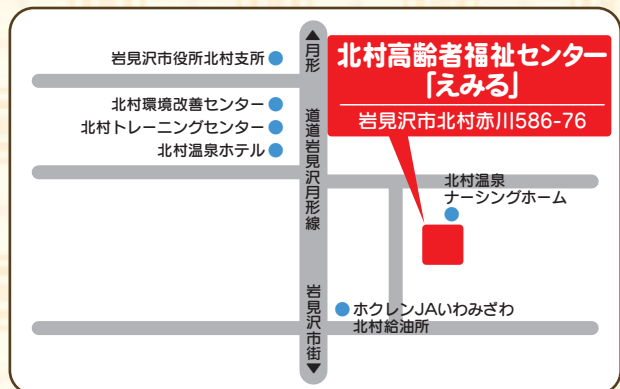 北村高齢者福祉センター
「えみる」
岩見沢市北村赤川586-76
▲月形
道道岩見沢月形線
岩見沢市街▼
岩見沢市役所北村支所
北村環境改善センター
北村トレーニングセンター
北村温泉ホテル
北村温泉
ナーシングホーム
ホクレンJAいわみざわ
北村給油所